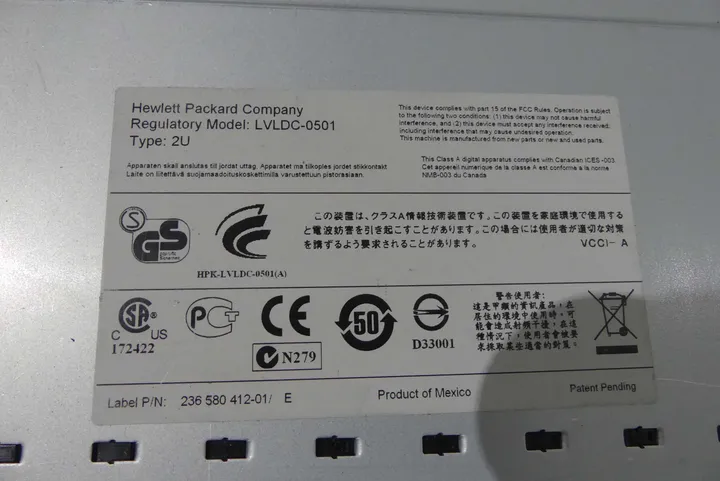 Hewlett Packard Company
Regulatory Model: LVLDC-0501
Type: 2U
Apparaten skall anslutas till jordat uttag. Apparatet må tilkoples jordet stikkontakt
Laite on liitettävä suojamaadoituskoskettimilla varustettuun pistorasiaan.
This device complies with part 15 of the FCC Rules. Operation is subject
to the following two conditions: (1) this device may not cause harmful
interference, and (2) this device must accept any interference received;
including interference that may cause undesired operation.
This machine is manufactured from new parts or new and used parts.
This Class A digital apparatus complies with Canadian ICES -003
Cet appareil numérique de la classe A est conforme a la norme
NMB-003 du Canada
S
GS
HPK-LVLDC-0501(A)
この装置は、クラスA情報技術装置です。この装置を家庭環境で使用する
と電波妨害を引き起こすことがあります。この場合には使用者が適切な対策
を講ずるよう要求されることがあります。
VCCI- A
C SA US
172422
PCT
CE
N279
50
D33001
警告使用者:
這是甲類的資訊產品，在
居住的環境中使用時，可
能會造成射頻干擾，在這
種情況下，使用者會被要
求採取某些適當的對策:
Label P/N: 236 580 412-01/ E
Product of Mexico
Patent Pending